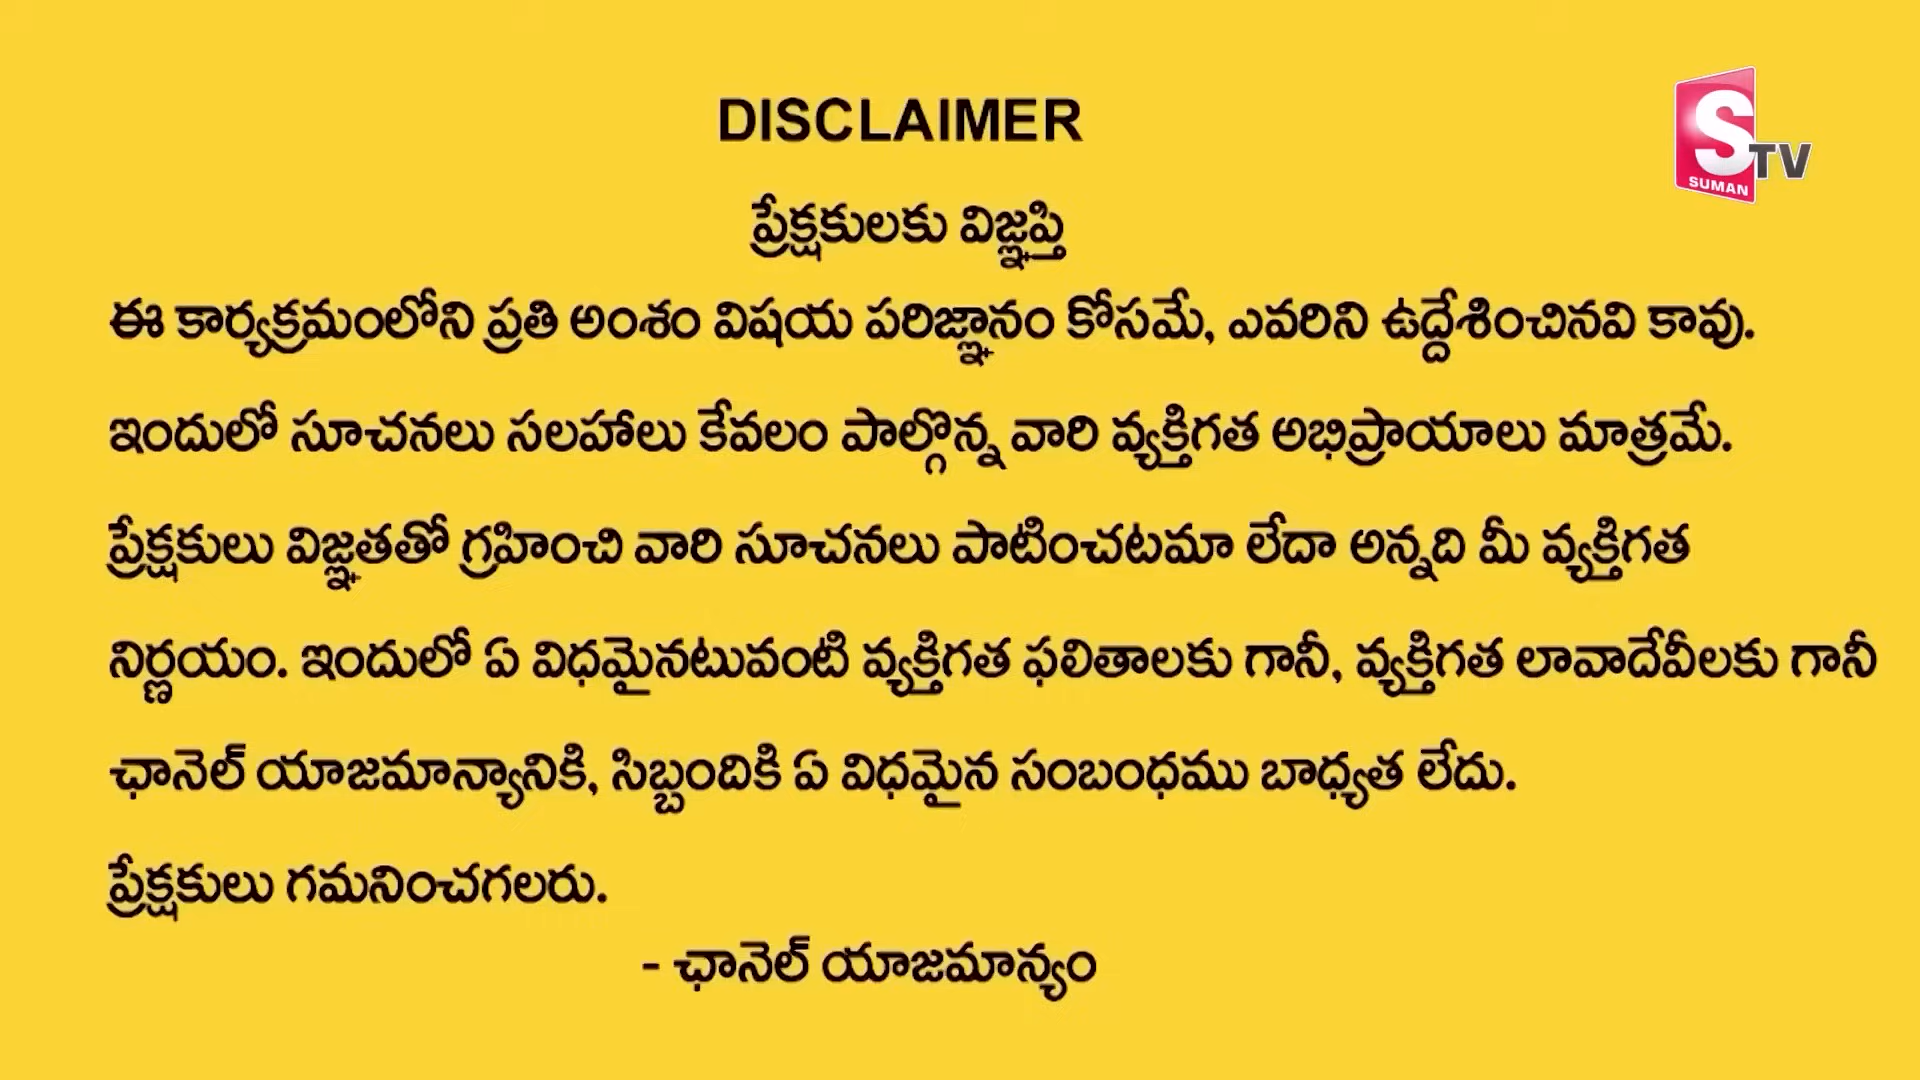 DISCLAIMER
S TV
SUMAN
ప్రేక్షకులకు విజ్ఞప్తి
ఈ కార్యక్రమంలోని ప్రతి అంశం విషయ పరిజ్ఞానం కోసమే, ఎవరిని ఉద్దేశించినవి కావు.
ఇందులో సూచనలు సలహాలు కేవలం పాల్గొన్న వారి వ్యక్తిగత అభిప్రాయాలు మాత్రమే.
ప్రేక్షకులు విజ్ఞతతో గ్రహించి వారి సూచనలు పాటించటమా లేదా అన్నది మీ వ్యక్తిగత
నిర్ణయం. ఇందులో ఏ విధమైనటువంటి వ్యక్తిగత ఫలితాలకు గానీ, వ్యక్తిగత లావాదేవీలకు గానీ
ఛానెల్ యాజమాన్యానికి, సిబ్బందికి ఏ విధమైన సంబంధము బాధ్యత లేదు.
ప్రేక్షకులు గమనించగలరు.
- ఛానెల్ యాజమాన్యం